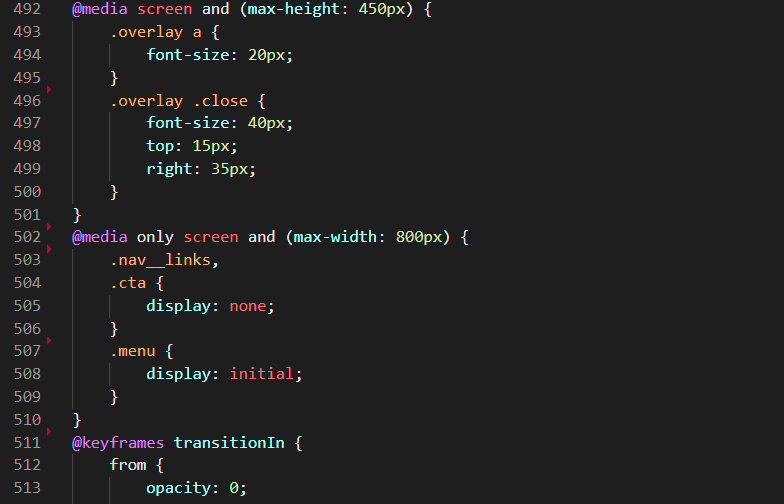 492 @media screen and (max-height: 450px) {
493 .overlay a {
494 font-size: 20px;
495 }
496 .overlay .close {
497 font-size: 40px;
498 top: 15px;
499 right: 35px;
500 }
501 }
502 @media only screen and (max-width: 800px) {
503 .nav__links,
504 .cta {
505 display: none;
506 }
507 .menu {
508 display: initial;
509 }
510 }
511 @keyframes transitionIn {
512 from {
513 opacity: 0;